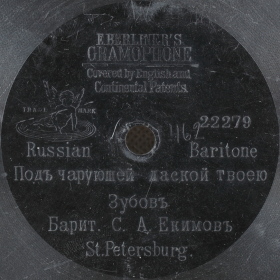 E. BERLINER'S
GRAMOPHONE
Covered by English and
Continental Patents.
TRADE MARK
22279
Russian Baritone
Подъ чарующей лаской твоею
Зубовъ
Барит. С. А. Екимовъ
St. Petersburg.